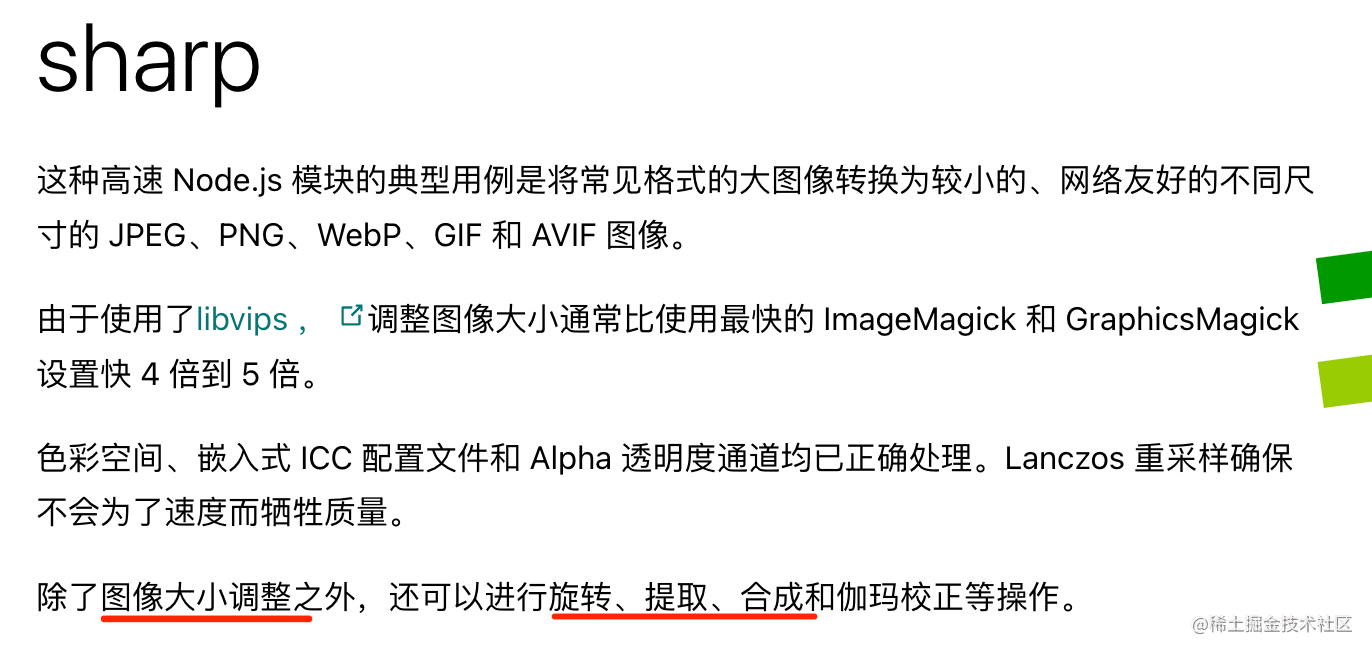 sharp
这种高速 Node.js 模块的典型用例是将常见格式的大图像转换为较小的、网络友好的不同尺
寸的 JPEG、PNG、WebP、GIF 和 AVIF 图像。
由于使用了libvips ， 调整图像大小通常比使用最快的 ImageMagick 和 GraphicsMagick
设置快 4 倍到 5 倍。
色彩空间、嵌入式 ICC 配置文件和 Alpha 透明度通道均已正确处理。Lanczos 重采样确保
不会为了速度而牺牲质量。
除了图像大小调整之外，还可以进行旋转、提取、合成和伽玛校正等操作。
@稀土掘金技术社区